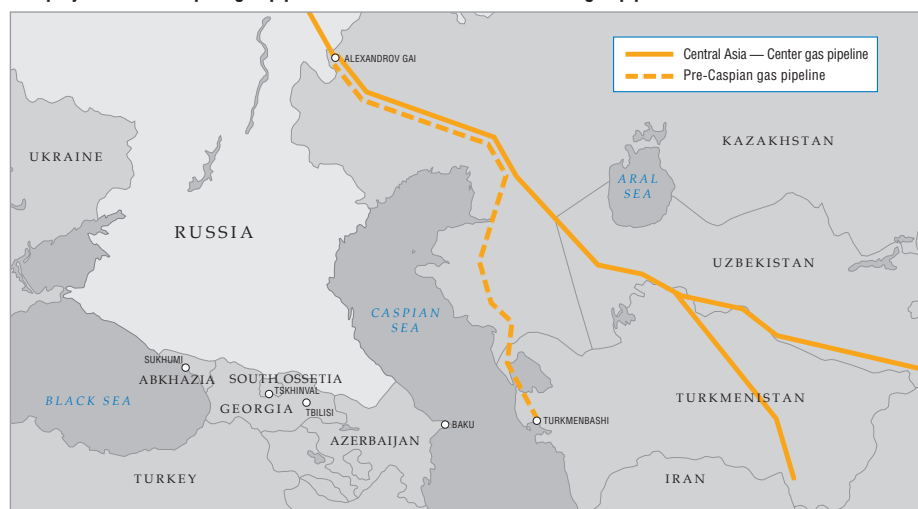 ALEXANDROV GAI
Central Asia — Center gas pipeline
Pre-Caspian gas pipeline
KAZAKHSTAN
UKRAINE
ARAL
SEA
RUSSIA
UZBEKISTAN
CASPIAN
SEA
SUKHUMI
ABKHAZIA
SOUTH OSSETIA
TSKHINVAL
BLACK SEA
GEORGIA
TBILISI
TURKMENISTAN
BAKU
TURKMENBASHI
AZERBAIJAN
TURKEY
IRAN